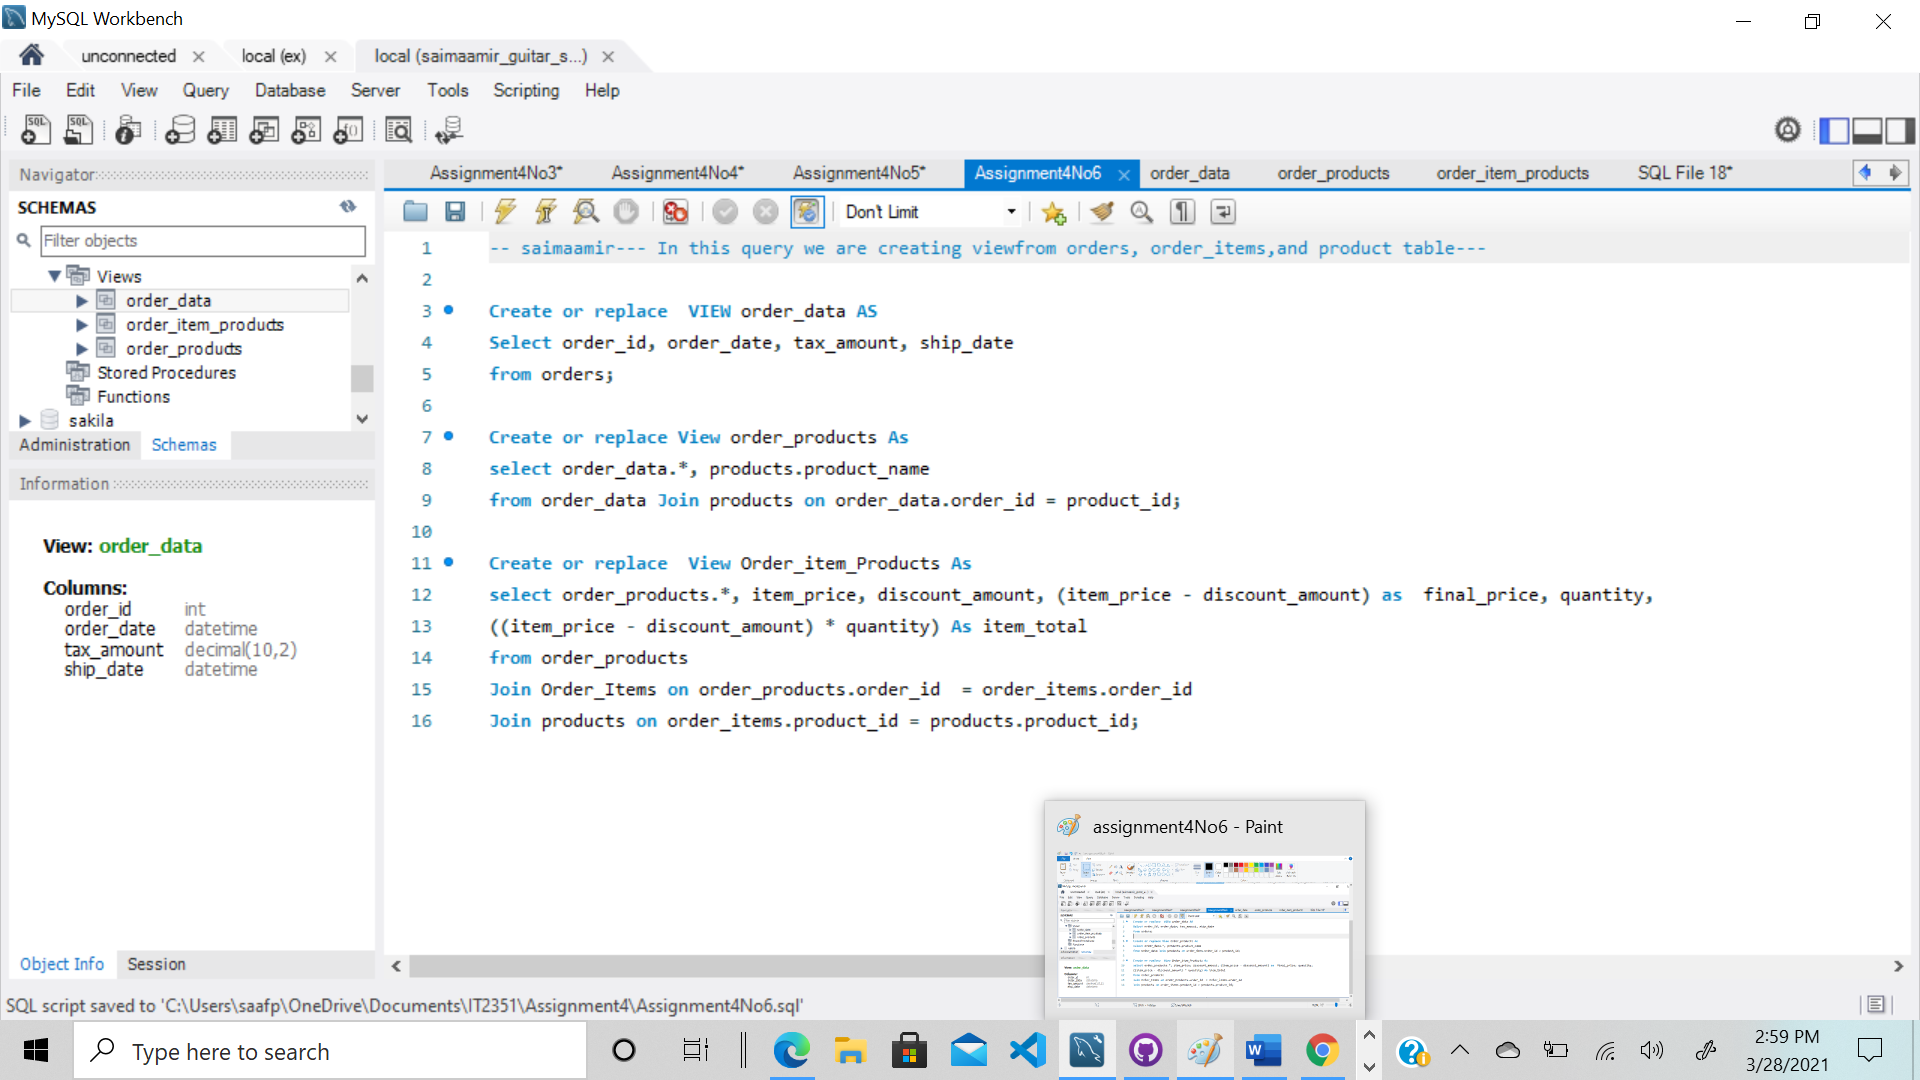 MySQL Workbench
unconnected
local (ex)
local (saimaamir_guitar_s...)
File Edit View Query Database Server Tools Scripting Help
Navigator
SCHEMAS
Filter objects
Views
order_data
order_item_products
order_products
Stored Procedures
Functions
sakila
Administration Schemas
Information
View: order_data
Columns:
order_id int
order_date datetime
tax_amount decimal(10,2)
ship_date datetime
Object Info Session
Assignment4No3* Assignment4No4* Assignment4No5* Assignment4No6 order_data order_products order_item_products SQL File 18*
Don't Limit
1 -- saimaamir--- In this query we are creating viewfrom orders, order_items,and product table---
2
3 Create or replace  VIEW order_data AS
4 Select order_id, order_date, tax_amount, ship_date
5 from orders;
6
7 Create or replace View order_products As
8 select order_data.*, products.product_name
9 from order_data Join products on order_data.order_id = product_id;
10
11 Create or replace  View Order_item_Products As
12 select order_products.*, item_price, discount_amount, (item_price - discount_amount) as  final_price, quantity,
13 ((item_price - discount_amount) * quantity) As item_total
14 from order_products
15 Join Order_Items on order_products.order_id  = order_items.order_id
16 Join products on order_items.product_id = products.product_id;
assignment4No6 - Paint
SQL script saved to 'C:\Users\saafp\OneDrive\Documents\IT2351\Assignment4\Assignment4No6.sql'
Type here to search
2:59 PM
3/28/2021